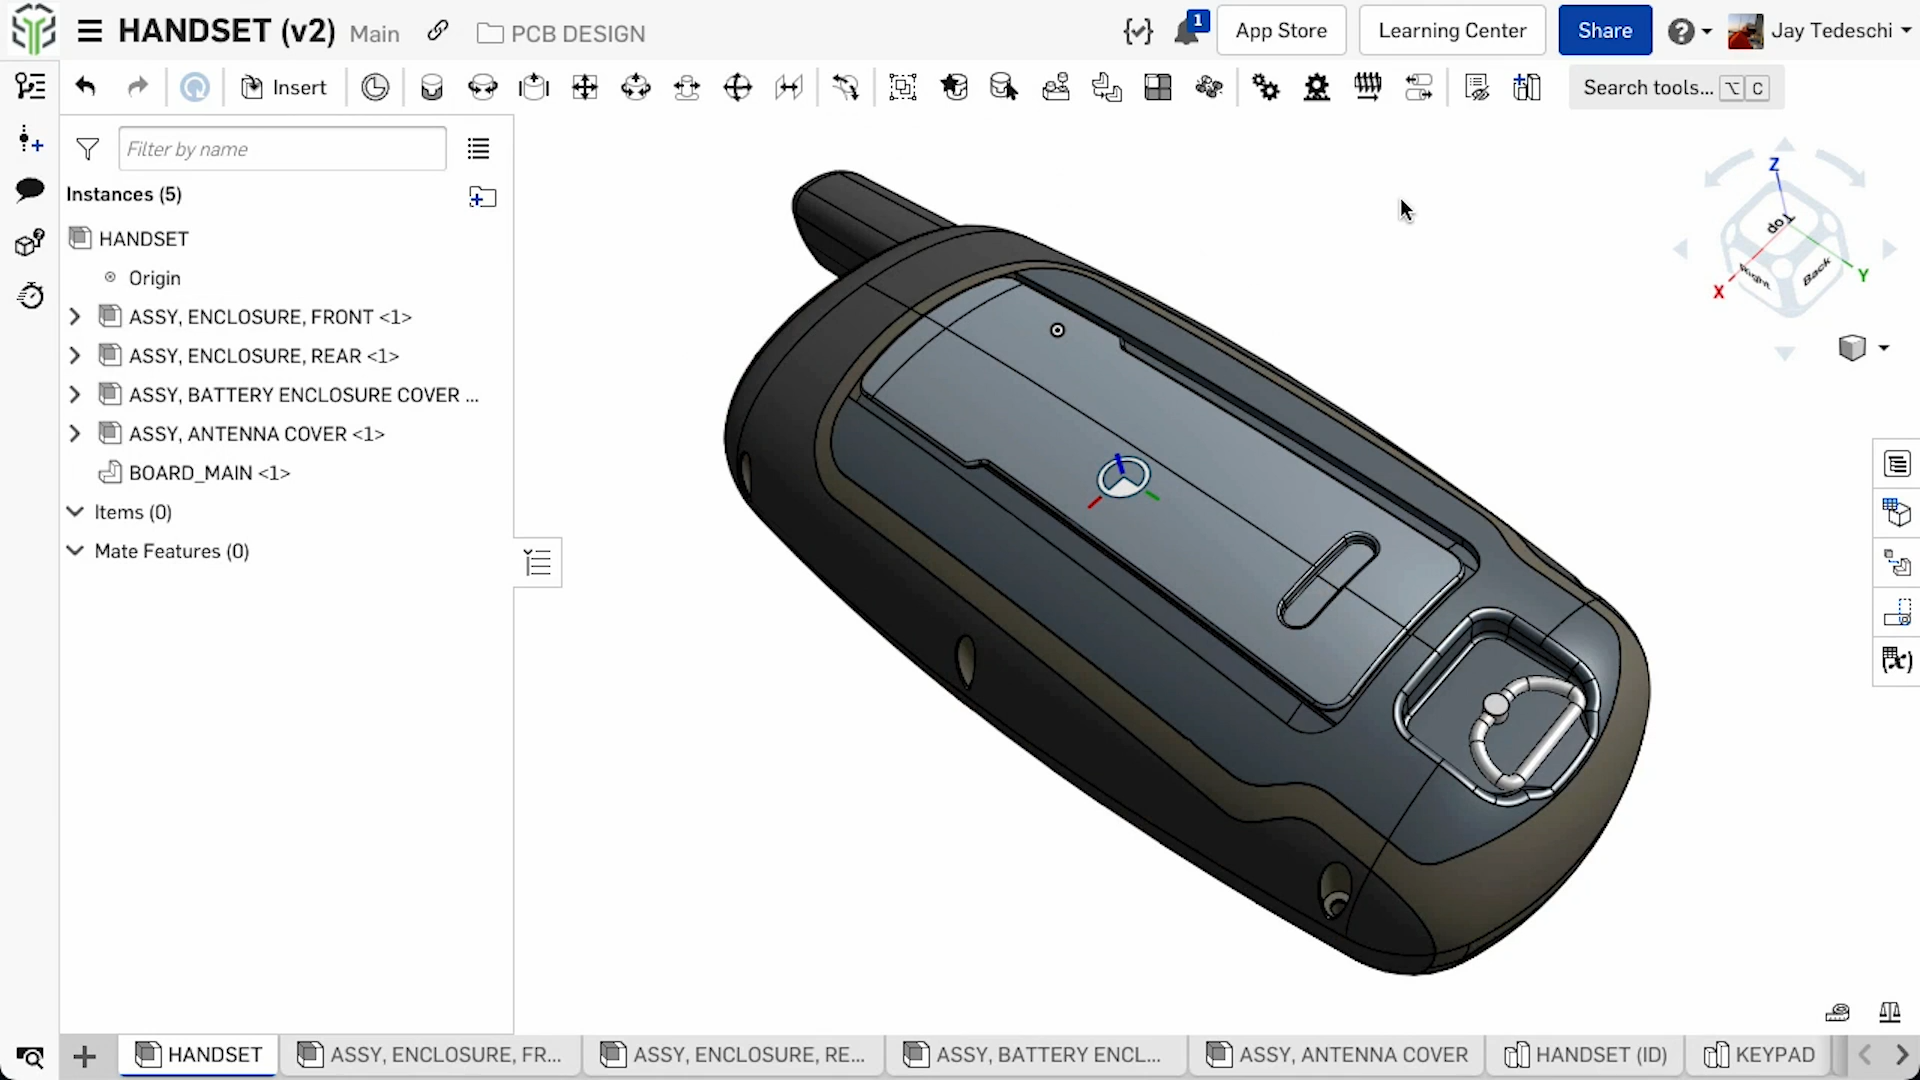 HANDSET (v2) Main PCB DESIGN
1 App Store Learning Center Share Jay Tedeschi
Insert Search tools... ⌥ C
Filter by name
Instances (5)
HANDSET
Origin
ASSY, ENCLOSURE, FRONT <1>
ASSY, ENCLOSURE, REAR <1>
ASSY, BATTERY ENCLOSURE COVER ...
ASSY, ANTENNA COVER <1>
BOARD_MAIN <1>
Items (0)
Mate Features (0)
Z
Top
Right
Back
X
Y
(x)
HANDSET ASSY, ENCLOSURE, FR... ASSY, ENCLOSURE, RE... ASSY, BATTERY ENCL... ASSY, ANTENNA COVER HANDSET (ID) KEYPAD